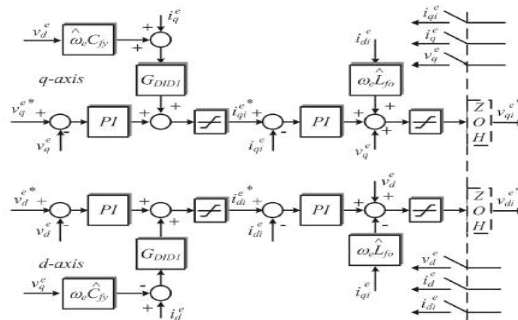 i_q^e i_qi^e
v_d^e ω̂_e Ĉ_fy + + i_di^e i_q^e
q-axis G_DID1 ω_e L̂_fo v_q^e
v_q^e* + - PI + + i_qi^e* + - PI + + + Z O H v_qi^e*
v_q^e i_qi^e v_q^e
v_d^e
v_d^e* + - PI + + i_di^e* + - PI + + - Z O H v_di^e*
v_d^e i_di^e
G_DID1 ω_e L̂_fo
d-axis v_d^e
v_q^e ω_e Ĉ_fy - + i_qi^e i_d^e
i_d^e i_di^e